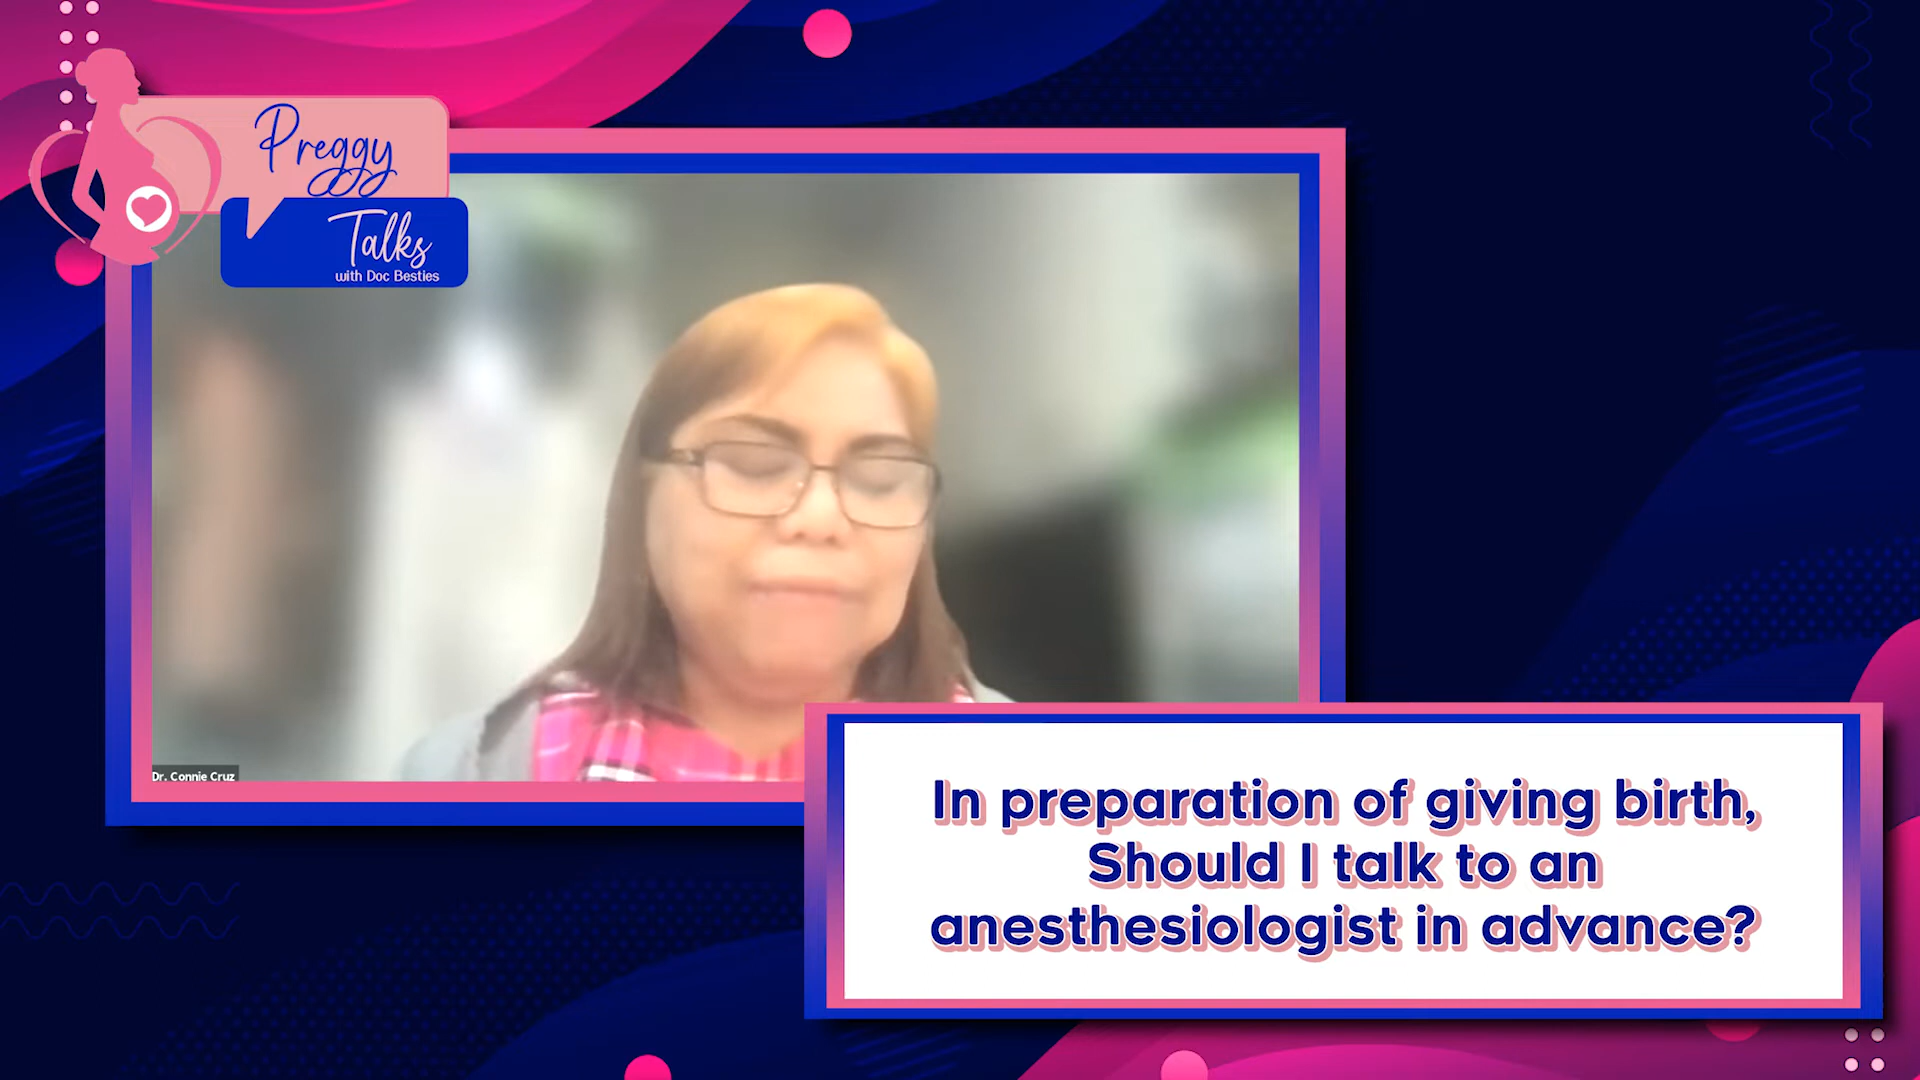 Preggy
Talks
with Doc Besties
Dr. Connie Cruz
In preparation of giving birth,
Should I talk to an
anesthesiologist in advance?